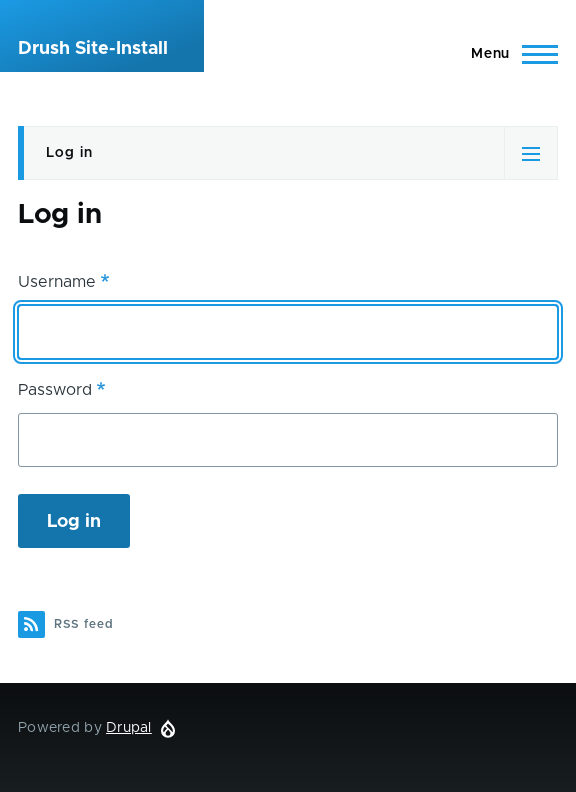 Drush Site-Install
Menu
Log in
Log in
Username *
Password *
Log in
RSS feed
Powered by Drupal